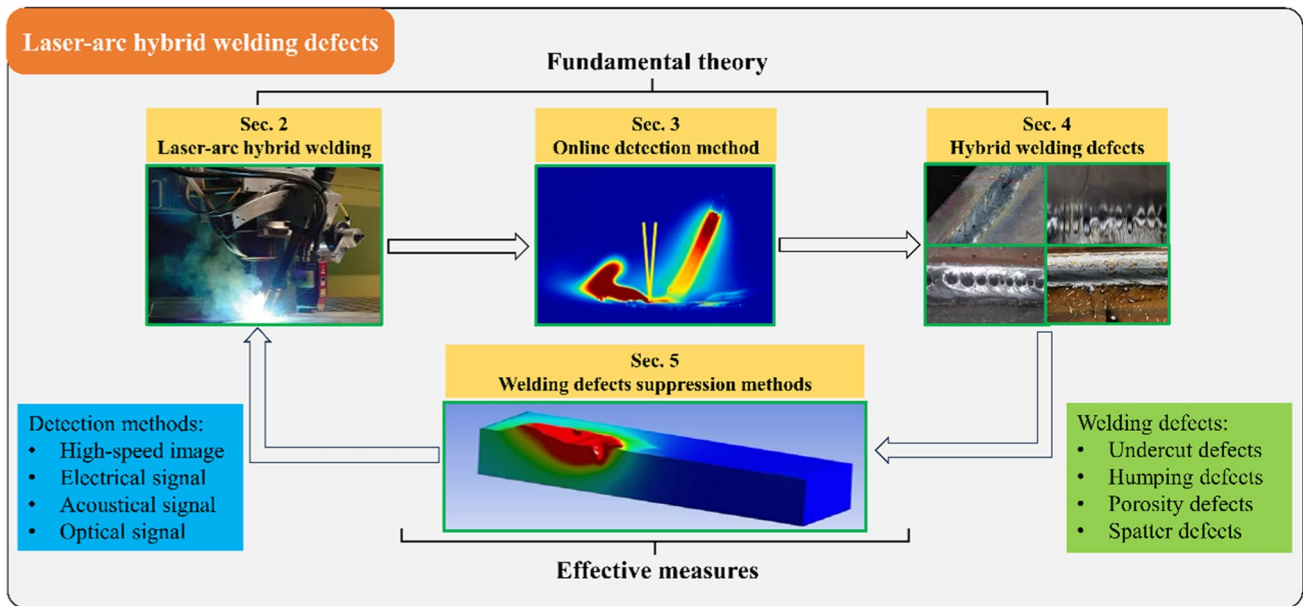 Laser-arc hybrid welding defects
Fundamental theory
Sec. 2
Laser-arc hybrid welding
Sec. 3
Online detection method
Sec. 4
Hybrid welding defects
Sec. 5
Welding defects suppression methods
Detection methods:
• High-speed image
• Electrical signal
• Acoustical signal
• Optical signal
Welding defects:
• Undercut defects
• Humping defects
• Porosity defects
• Spatter defects
Effective measures